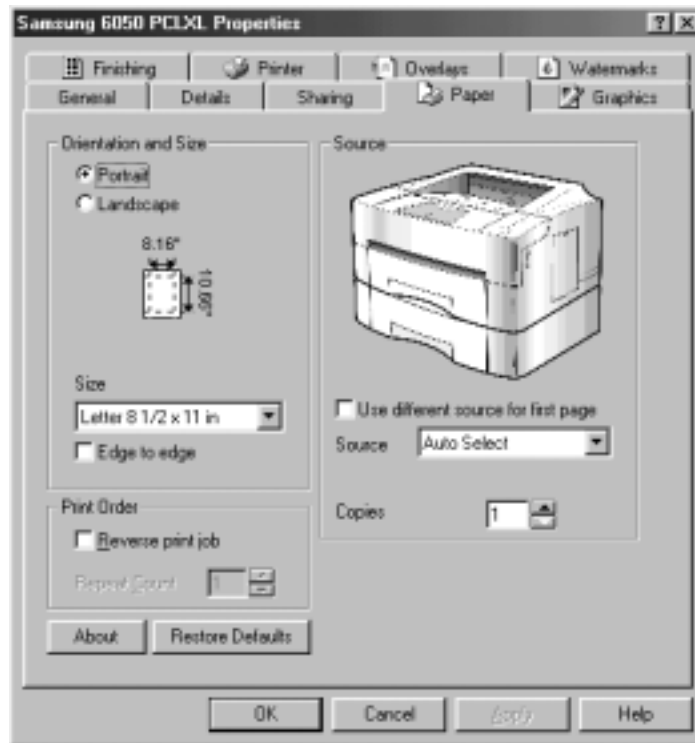 Samsung 6050 PCLXL Properties
Finishing
Printer
Overlays
Watermarks
General
Details
Sharing
Paper
Graphics
Orientation and Size
Portrait
Landscape
8.16"
10.66"
Size
Letter 8 1/2 x 11 in
Edge to edge
Print Order
Reverse print job
Repeat Count
1
About
Restore Defaults
Source
Use different source for first page
Source
Auto Select
Copies
1
OK
Cancel
Apply
Help